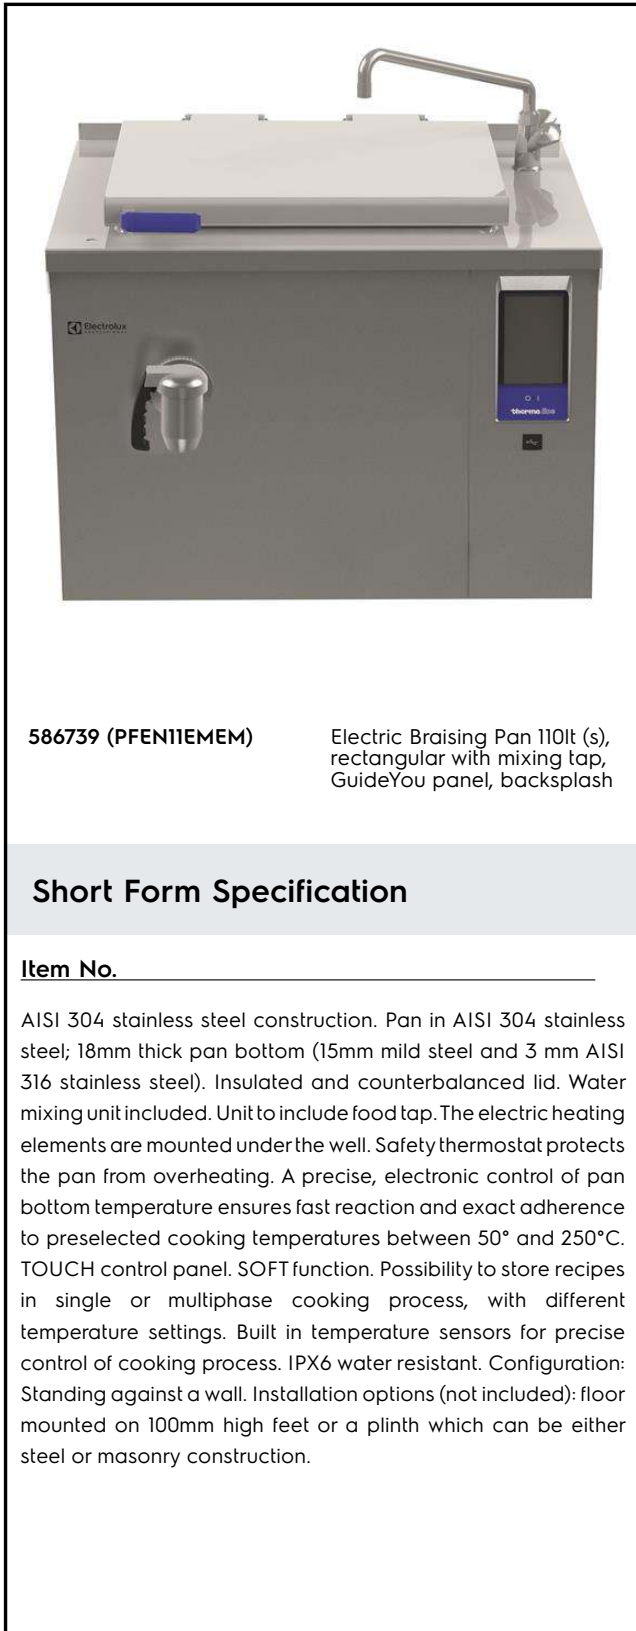 Electrolux
PROFESSIONAL
O I
thermaline
586739 (PFEN11EMEM)
Electric Braising Pan 110lt (s),
rectangular with mixing tap,
GuideYou panel, backsplash
Short Form Specification
Item No.
AISI 304 stainless steel construction. Pan in AISI 304 stainless
steel; 18mm thick pan bottom (15mm mild steel and 3 mm AISI
316 stainless steel). Insulated and counterbalanced lid. Water
mixing unit included. Unit to include food tap. The electric heating
elements are mounted under the well. Safety thermostat protects
the pan from overheating. A precise, electronic control of pan
bottom temperature ensures fast reaction and exact adherence
to preselected cooking temperatures between 50° and 250°C.
TOUCH control panel. SOFT function. Possibility to store recipes
in single or multiphase cooking process, with different
temperature settings. Built in temperature sensors for precise
control of cooking process. IPX6 water resistant. Configuration:
Standing against a wall. Installation options (not included): floor
mounted on 100mm high feet or a plinth which can be either
steel or masonry construction.